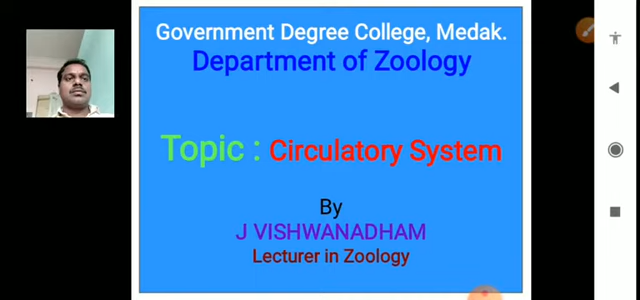 Government Degree College, Medak.
Department of Zoology
Topic : Circulatory System
By
J VISHWANADHAM
Lecturer in Zoology